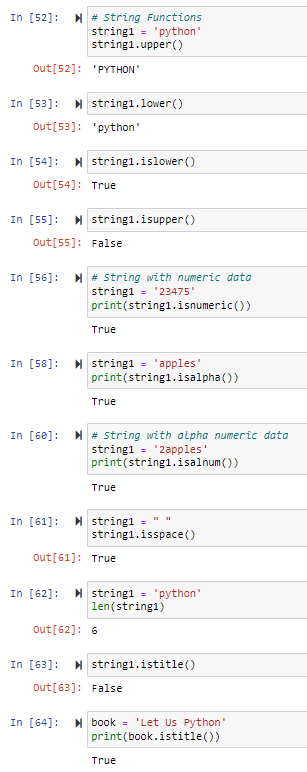 In [52]: # String Functions
string1 = 'python'
string1.upper()
Out[52]: 'PYTHON'
In [53]: string1.lower()
Out[53]: 'python'
In [54]: string1.islower()
Out[54]: True
In [55]: string1.isupper()
Out[55]: False
In [56]: # String with numeric data
string1 = '23475'
print(string1.isnumeric())
True
In [58]: string1 = 'apples'
print(string1.isalpha())
True
In [60]: # String with alpha numeric data
string1 = '2apples'
print(string1.isalnum())
True
In [61]: string1 = " "
string1.isspace()
Out[61]: True
In [62]: string1 = 'python'
len(string1)
Out[62]: 6
In [63]: string1.istitle()
Out[63]: False
In [64]: book = 'Let Us Python'
print(book.istitle())
True